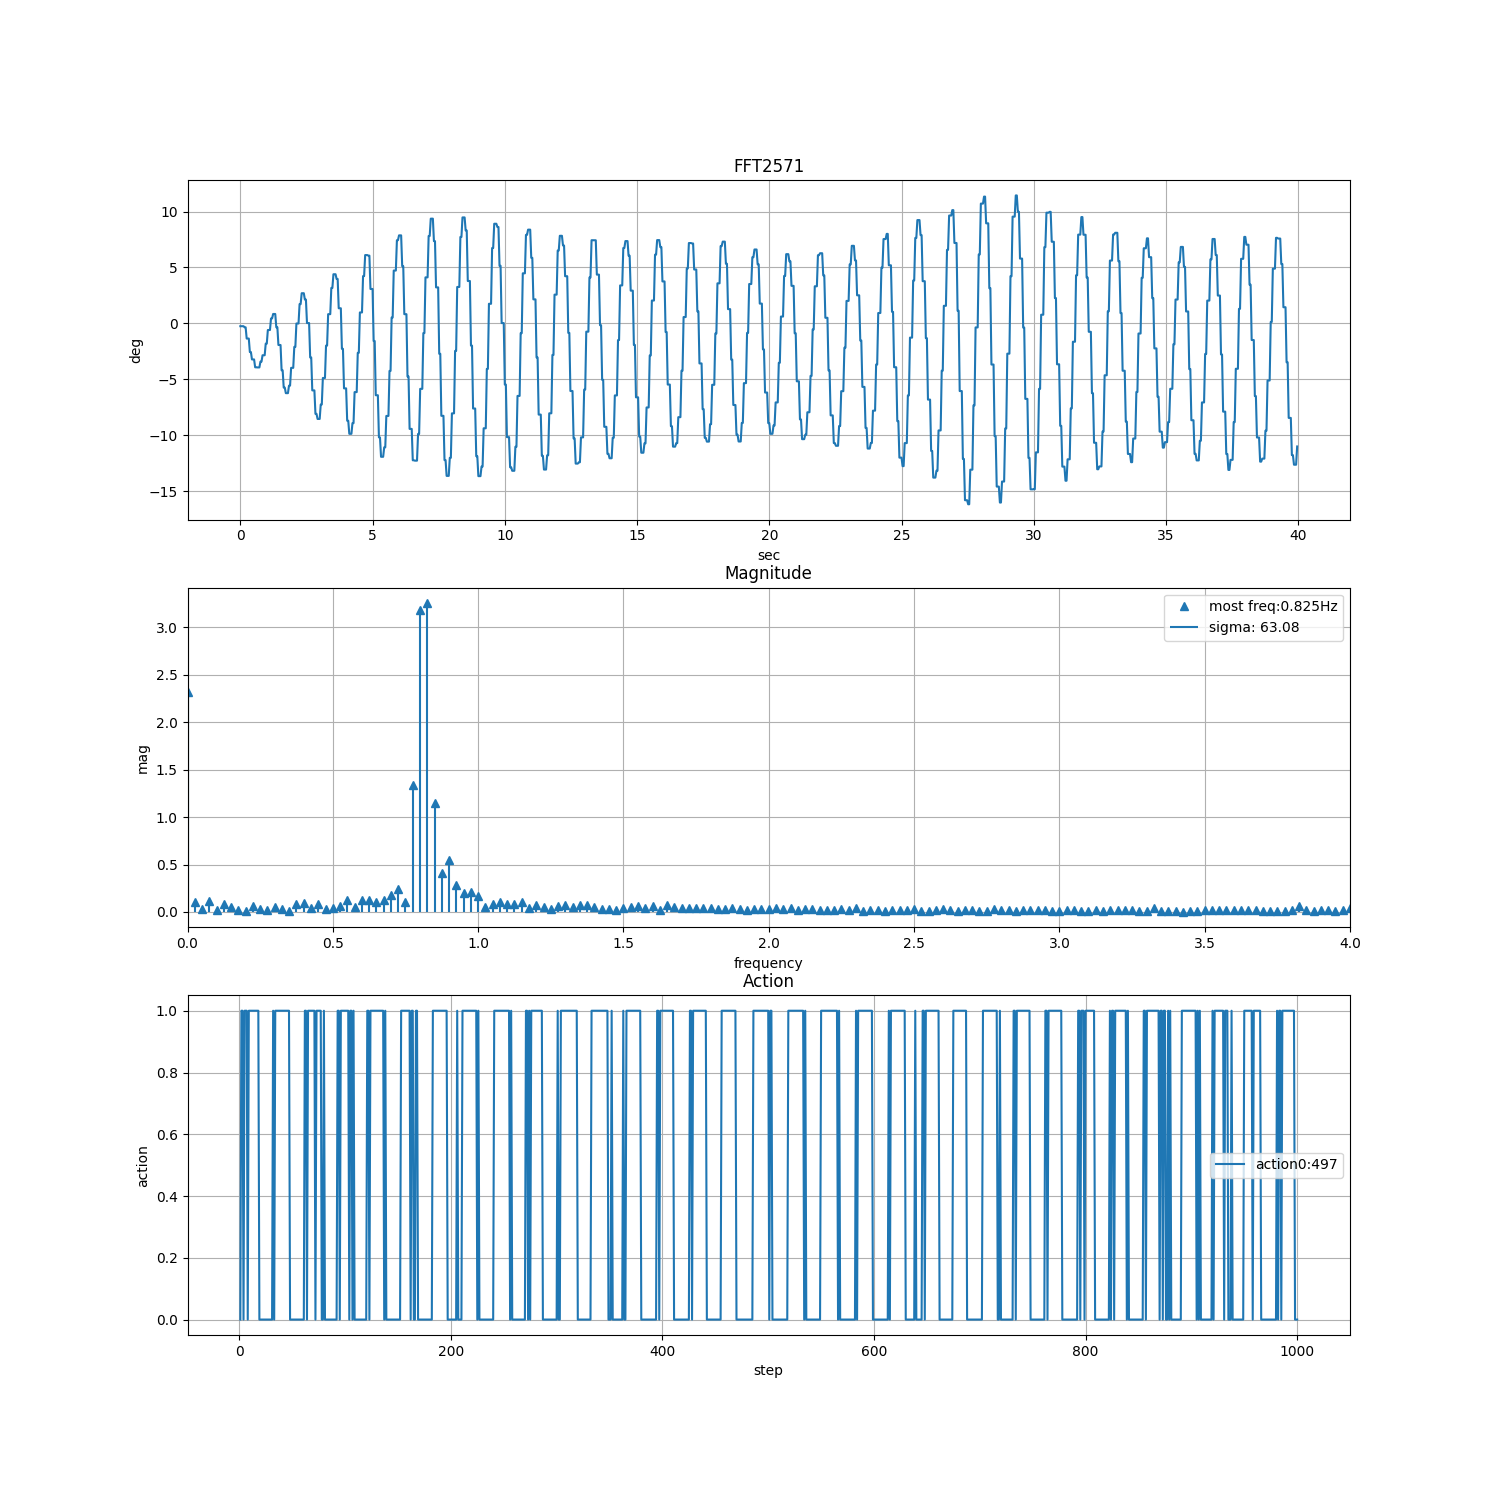 FFT2571
10
5
0
−5
−10
−15
deg
0 5 10 15 20 25 30 35 40
sec
Magnitude
most freq:0.825Hz
sigma: 63.08
3.0
2.5
2.0
1.5
1.0
0.5
0.0
mag
0.0 0.5 1.0 1.5 2.0 2.5 3.0 3.5 4.0
frequency
Action
1.0
0.8
0.6
0.4
0.2
0.0
action
action0:497
0 200 400 600 800 1000
step